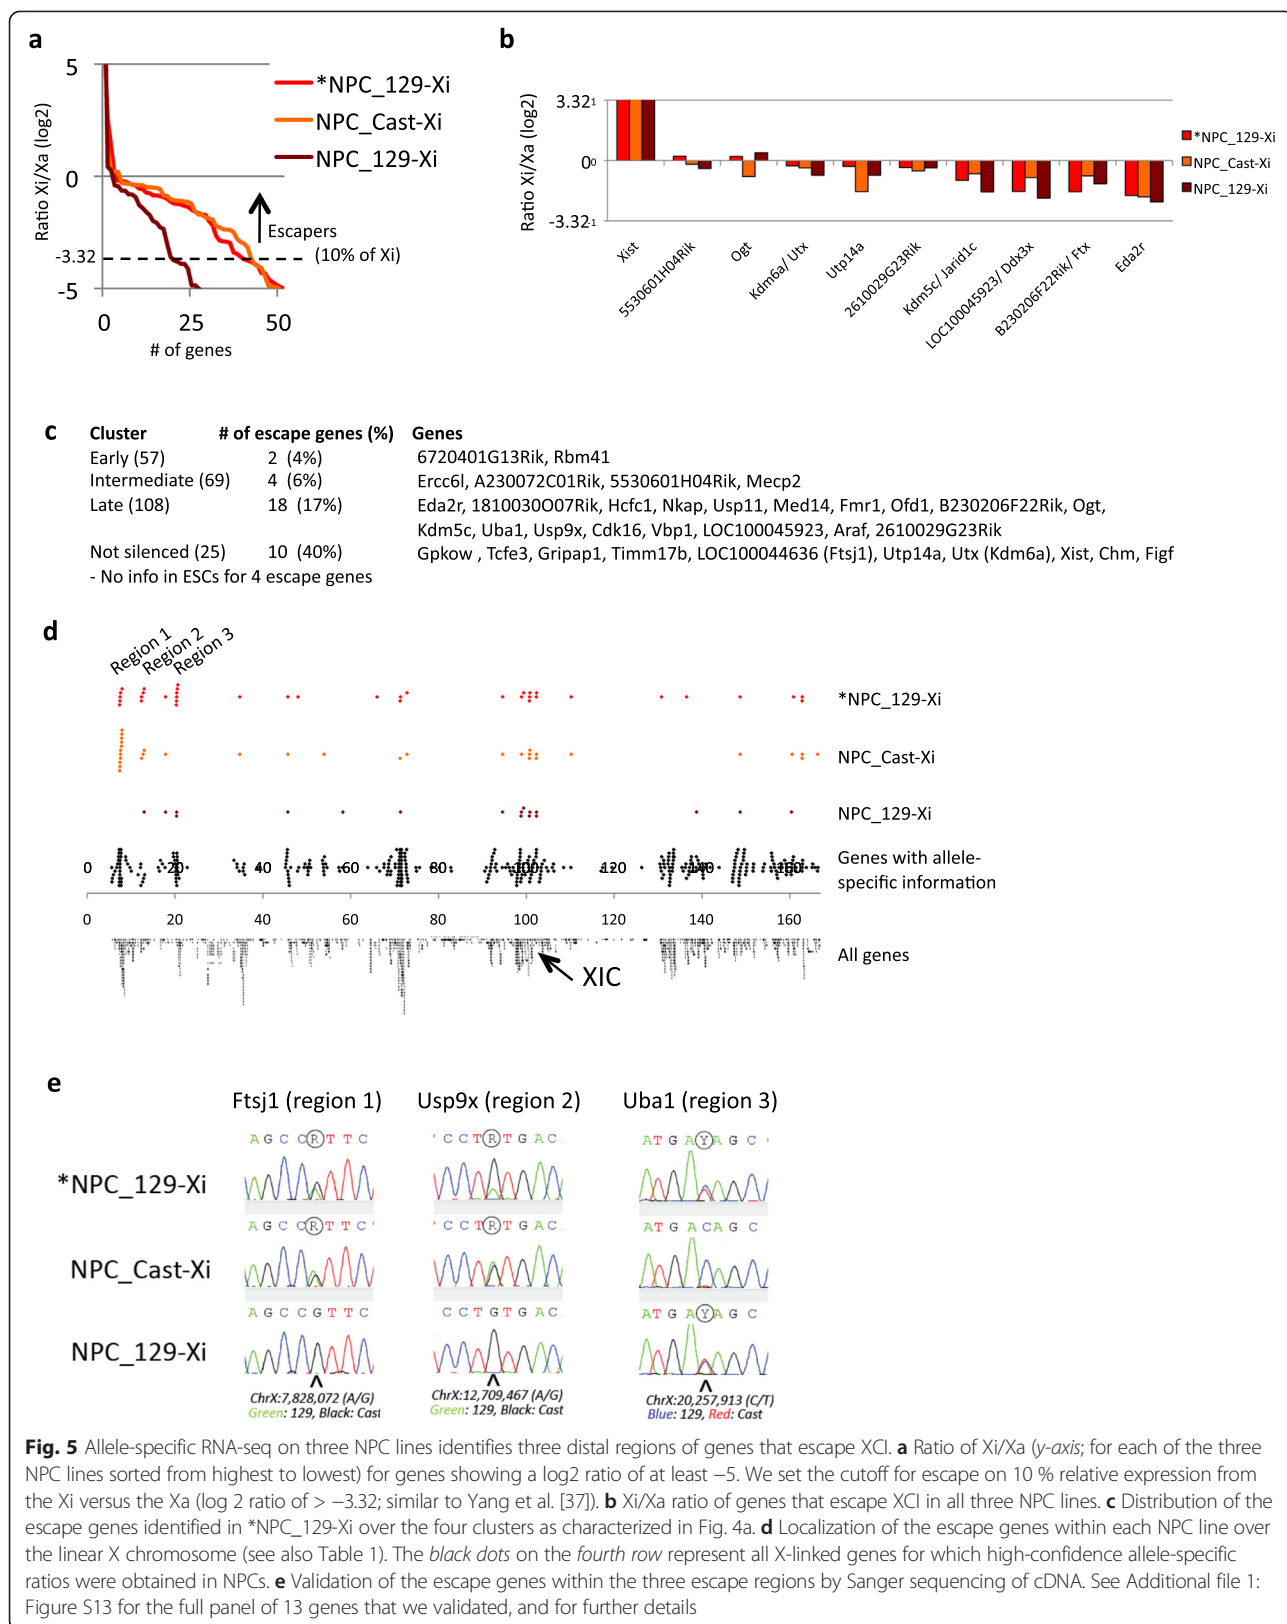 a
5
0
-3.32
-5
Ratio Xi/Xa (log2)
0 25 50
# of genes
*NPC_129-Xi
NPC_Cast-Xi
NPC_129-Xi
Escapers
(10% of Xi)
b
Ratio Xi/Xa (log2)
3.32¹
0⁰
-3.32⁻¹
Xist
5530601H04Rik
Ogt
Kdm6a/ Utx
Utp14a
2610029G23Rik
Kdm5c/ Jarid1c
LOC100045923/ Ddx3x
B230206F22Rik/ Ftx
Eda2r
*NPC_129-Xi
NPC_Cast-Xi
NPC_129-Xi
c
Cluster # of escape genes (%) Genes
Early (57) 2 (4%) 6720401G13Rik, Rbm41
Intermediate (69) 4 (6%) Ercc6l, A230072C01Rik, 5530601H04Rik, Mecp2
Late (108) 18 (17%) Eda2r, 1810030O07Rik, Hcfc1, Nkap, Usp11, Med14, Fmr1, Ofd1, B230206F22Rik, Ogt,
Kdm5c, Uba1, Usp9x, Cdk16, Vbp1, LOC100045923, Araf, 2610029G23Rik
Not silenced (25) 10 (40%) Gpkow , Tcfe3, Gripap1, Timm17b, LOC100044636 (Ftsj1), Utp14a, Utx (Kdm6a), Xist, Chm, Figf
- No info in ESCs for 4 escape genes
d
Region 1
Region 2
Region 3
*NPC_129-Xi
NPC_Cast-Xi
NPC_129-Xi
0 20 40 60 80 100 120 140 160
Genes with allele-
specific information
0 20 40 60 80 100 120 140 160
All genes
XIC
e
Ftsj1 (region 1) Usp9x (region 2) Uba1 (region 3)
A G C C R T T C C C T R T G A C A T G A Y A G C
*NPC_129-Xi
A G C C R T T C C C T R T G A C A T G A C A G C
NPC_Cast-Xi
A G C C G T T C C C T G T G A C A T G A Y A G C
NPC_129-Xi
ChrX:7,828,072 (A/G) ChrX:12,709,467 (A/G) ChrX:20,257,913 (C/T)
Green: 129, Black: Cast Green: 129, Black: Cast Blue: 129, Red: Cast
Fig. 5 Allele-specific RNA-seq on three NPC lines identifies three distal regions of genes that escape XCI. a Ratio of Xi/Xa (y-axis; for each of the three
NPC lines sorted from highest to lowest) for genes showing a log2 ratio of at least −5. We set the cutoff for escape on 10 % relative expression from
the Xi versus the Xa (log 2 ratio of > −3.32; similar to Yang et al. [37]). b Xi/Xa ratio of genes that escape XCI in all three NPC lines. c Distribution of the
escape genes identified in *NPC_129-Xi over the four clusters as characterized in Fig. 4a. d Localization of the escape genes within each NPC line over
the linear X chromosome (see also Table 1). The black dots on the fourth row represent all X-linked genes for which high-confidence allele-specific
ratios were obtained in NPCs. e Validation of the escape genes within the three escape regions by Sanger sequencing of cDNA. See Additional file 1:
Figure S13 for the full panel of 13 genes that we validated, and for further details